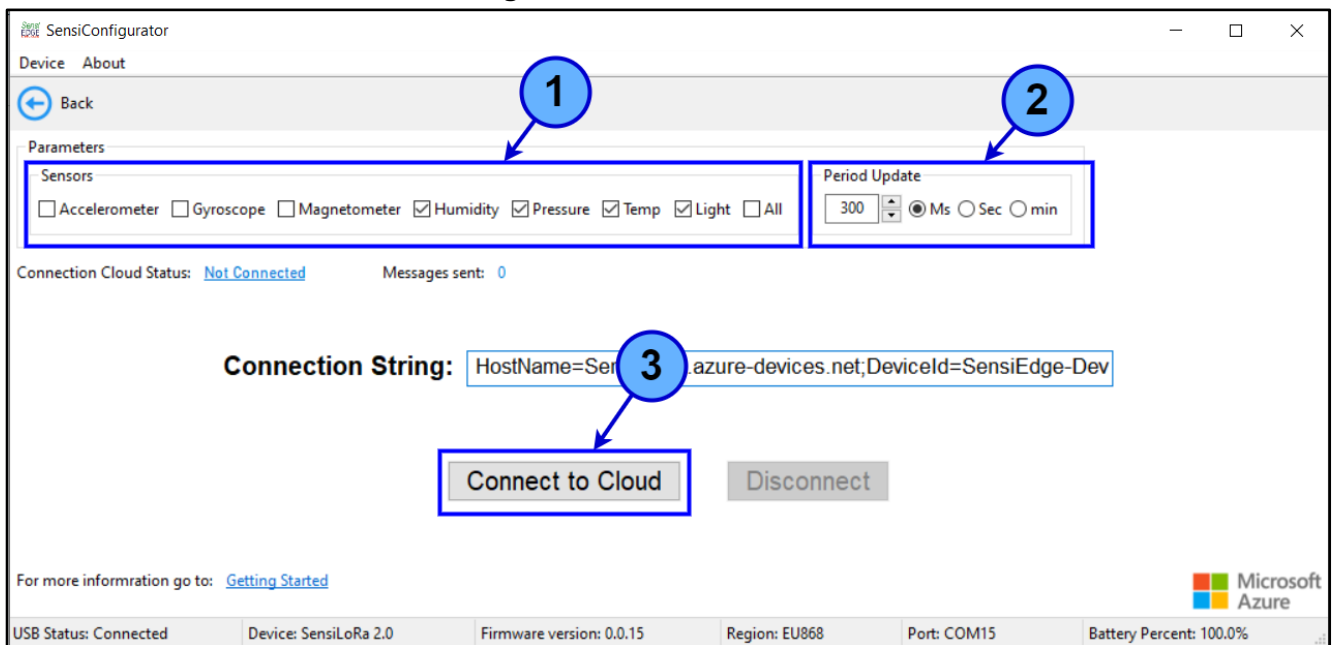 Sensi
EDGE
SensiConfigurator
Device About
Back
1
2
Parameters
Sensors
Period Update
Accelerometer Gyroscope Magnetometer Humidity Pressure Temp Light All
300 Ms Sec min
Connection Cloud Status: Not Connected Messages sent: 0
3
Connection String: HostName=Sen .azure-devices.net;DeviceId=SensiEdge-Dev
Connect to Cloud Disconnect
For more informration go to: Getting Started
Microsoft
Azure
USB Status: Connected Device: SensiLoRa 2.0 Firmware version: 0.0.15 Region: EU868 Port: COM15 Battery Percent: 100.0%